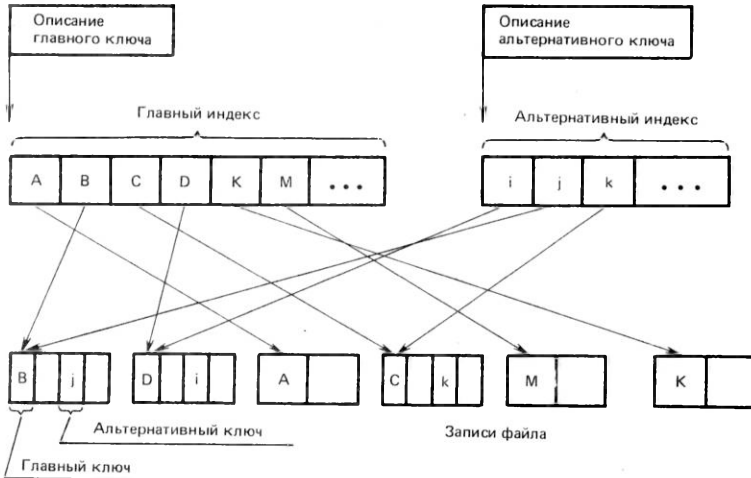 Описание
главного ключа
Описание
альтернативного ключа
Главный индекс
Альтернативный индекс
A B C D K M ...
i j k ...
B j D i A C k M K
Альтернативный ключ
Записи файла
Главный ключ